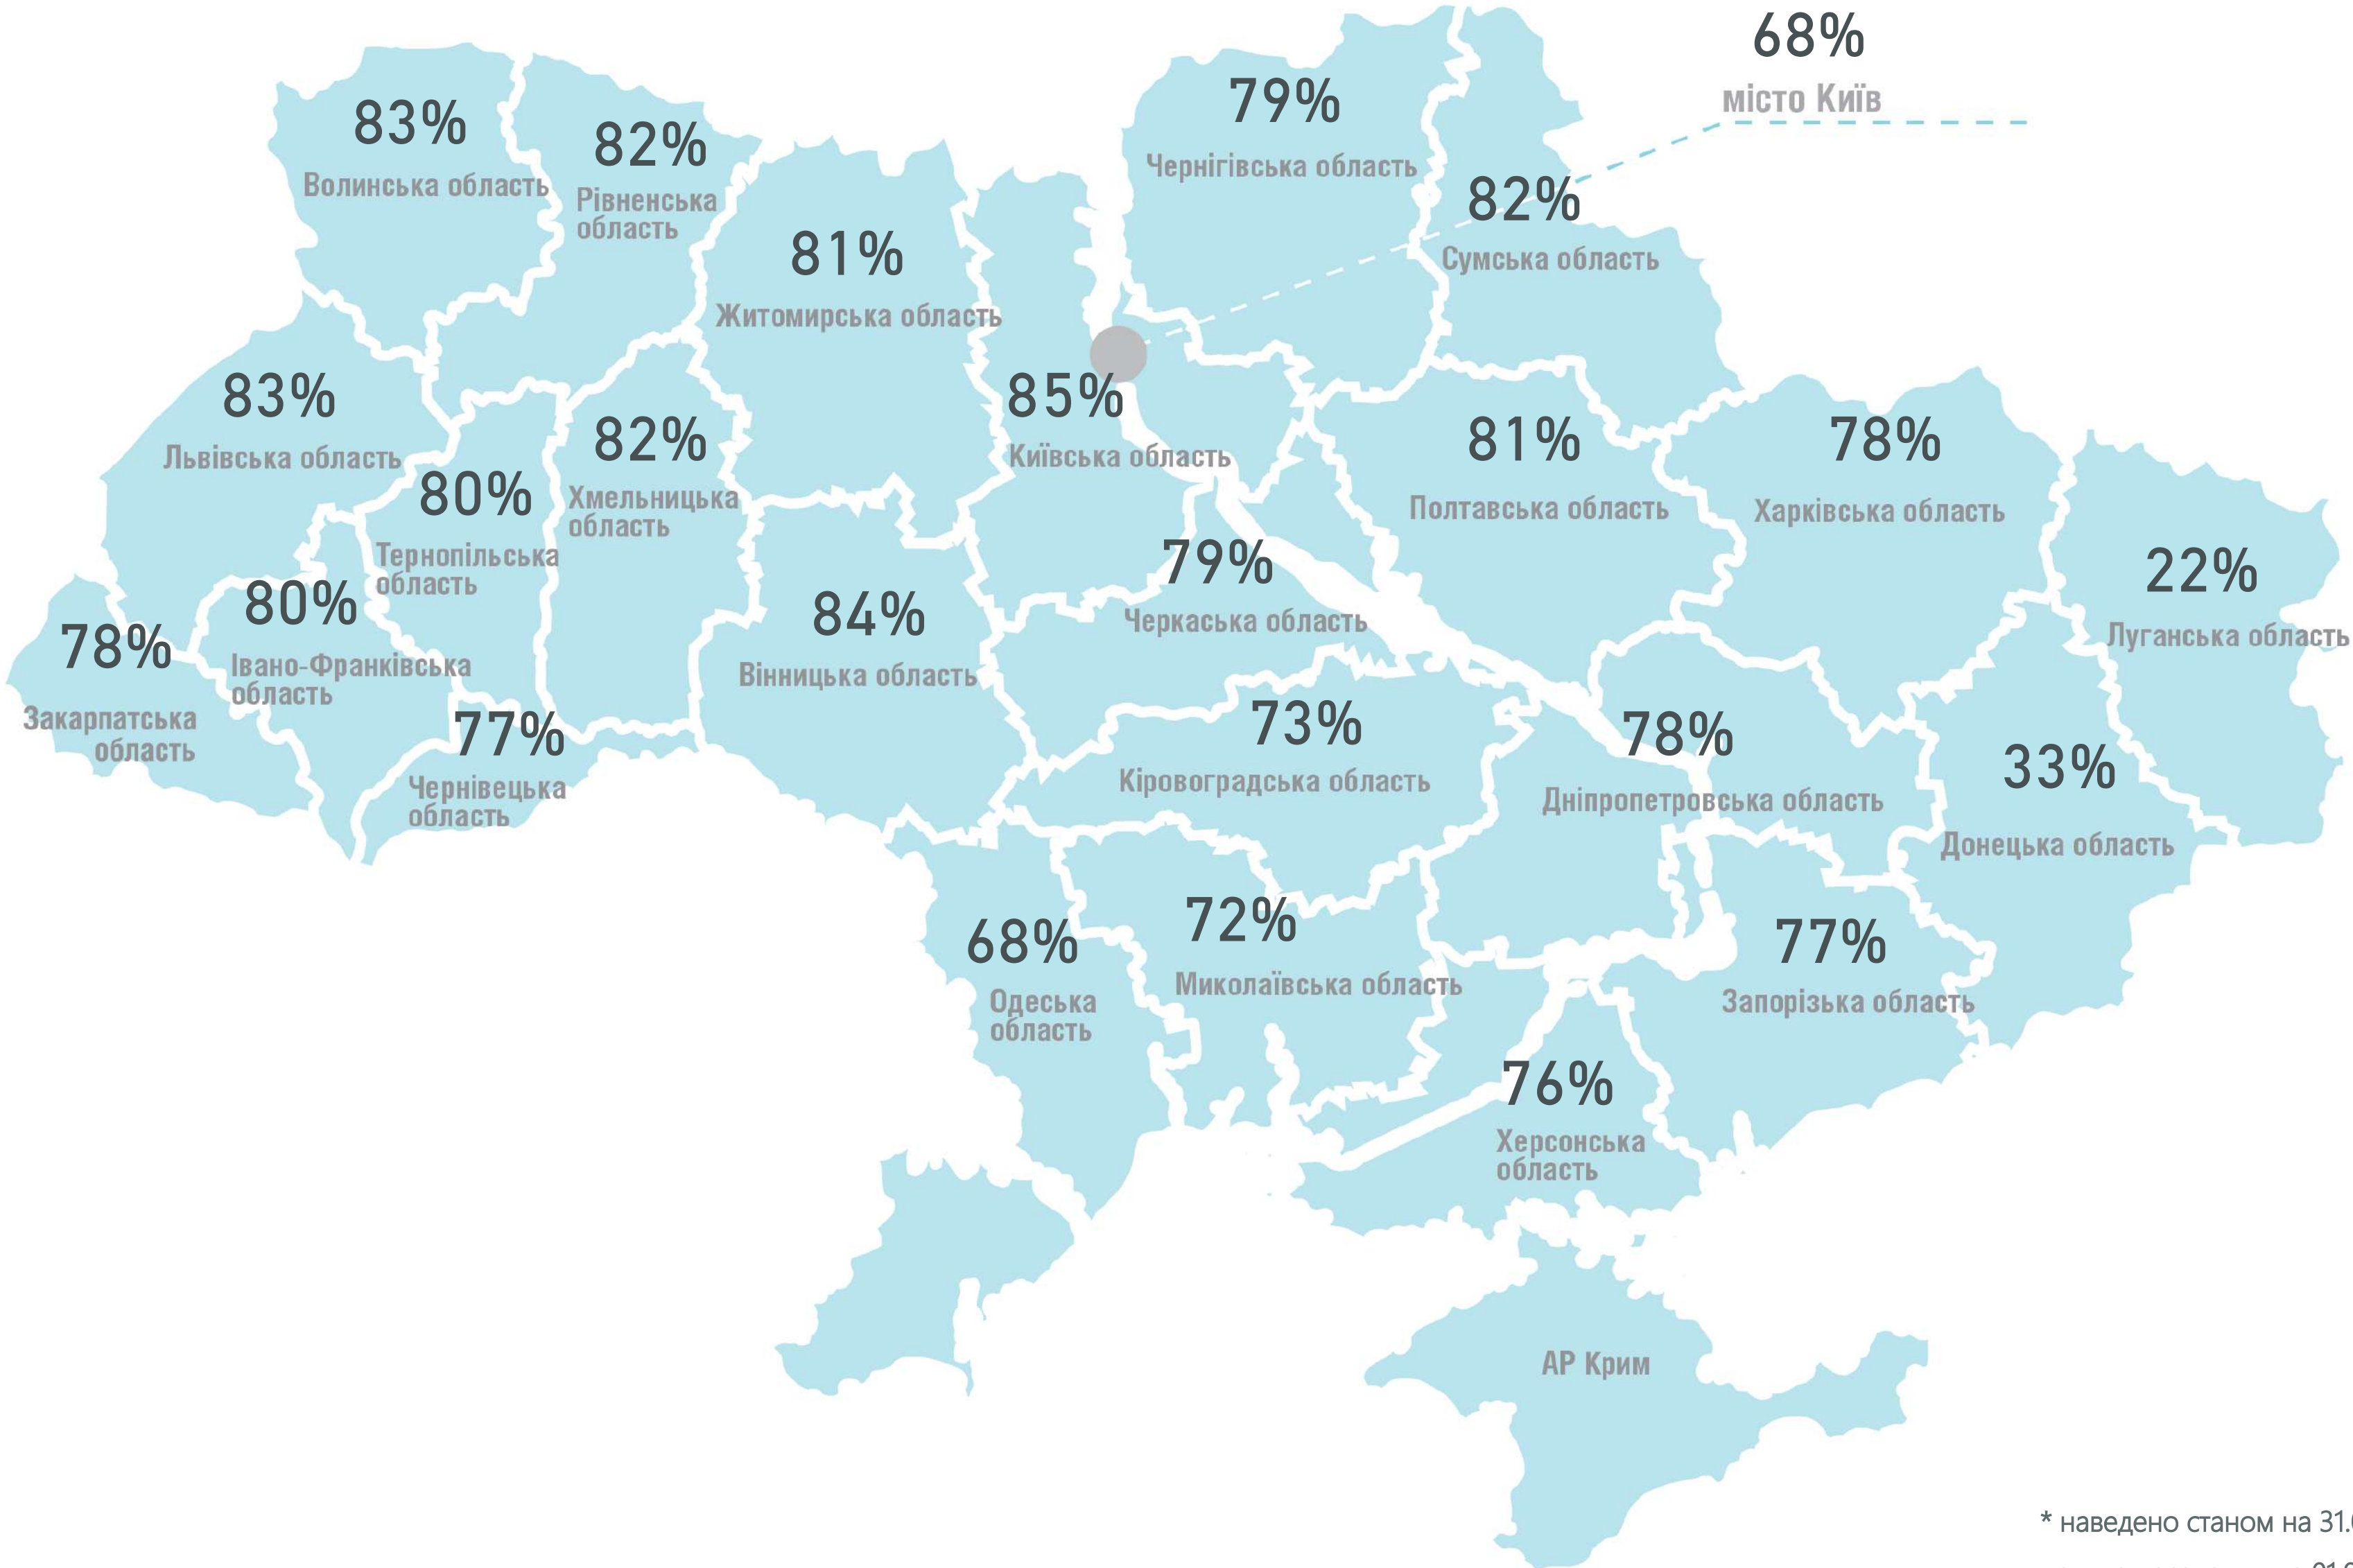 68%
місто Київ
79%
Чернігівська область
83%
Волинська область
82%
Рівненська
область
82%
Сумська область
81%
Житомирська область
83%
Львівська область
82%
Хмельницька
область
85%
Київська область
81%
Полтавська область
78%
Харківська область
80%
Тернопільська
область
79%
Черкаська область
22%
Луганська область
80%
Івано-Франківська
область
84%
Вінницька область
78%
Закарпатська
область
77%
Чернівецька
область
73%
Кіровоградська область
78%
Дніпропетровська область
33%
Донецька область
68%
Одеська
область
72%
Миколаївська область
77%
Запорізька область
76%
Херсонська
область
АР Крим
* наведено станом на 31.